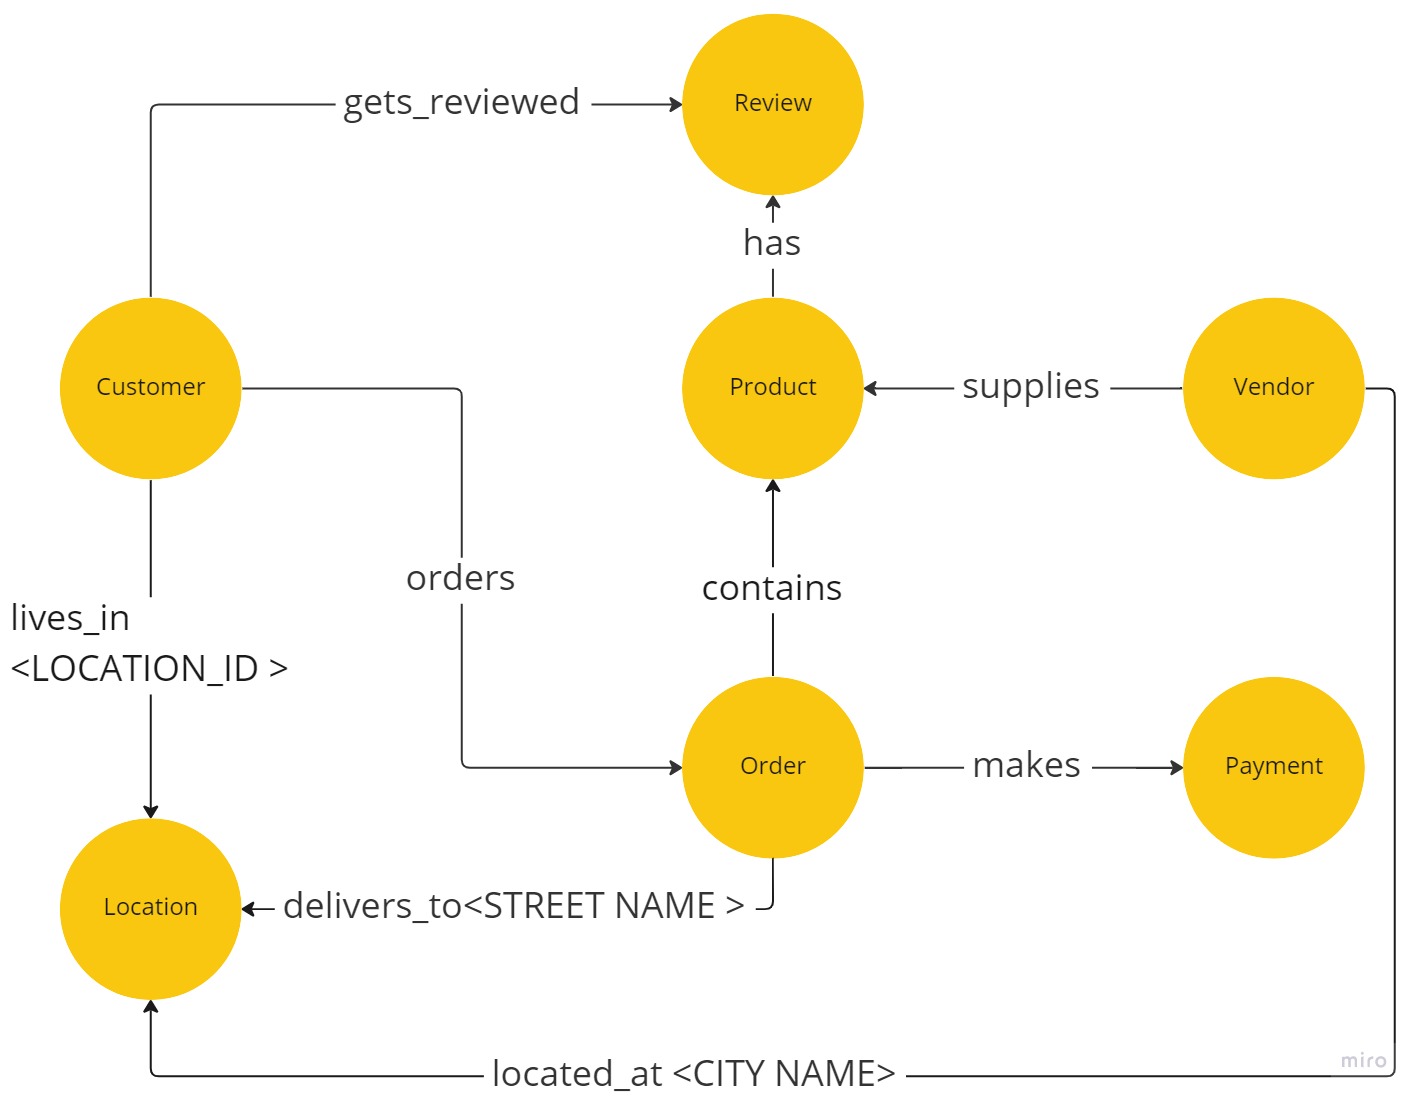 gets_reviewed
Review
has
Customer
Product
supplies
Vendor
orders
contains
lives_in
<LOCATION_ID >
Order
makes
Payment
Location
delivers_to<STREET NAME >
located_at <CITY NAME>
miro